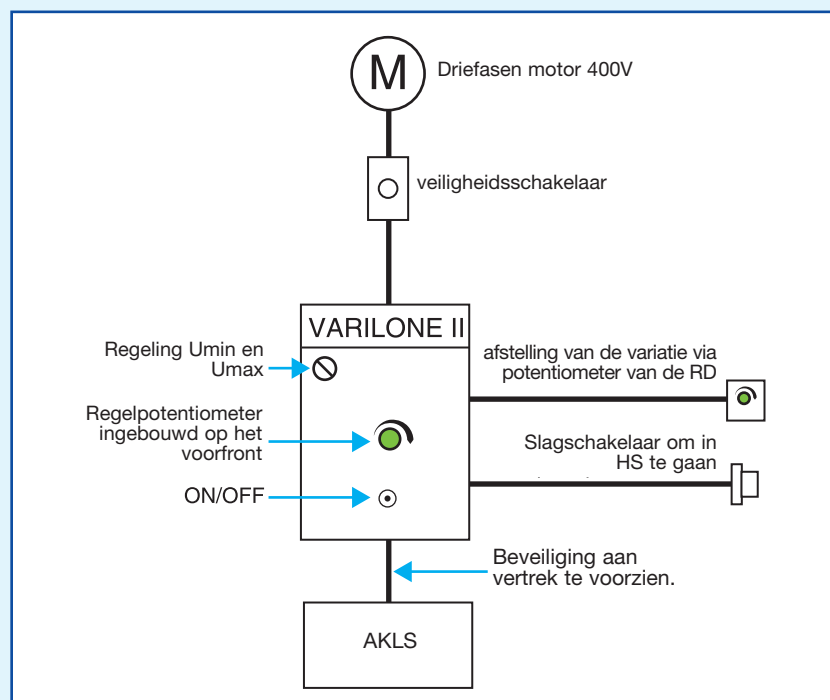 M
Driefasen motor 400V
veiligheidsschakelaar
VARILONE II
Regeling Umin en
Umax
afstelling van de variatie via
potentiometer van de RD
Regelpotentiometer
ingebouwd op het
voorfront
Slagschakelaar om in
HS te gaan
ON/OFF
Beveiliging aan
vertrek te voorzien.
AKLS